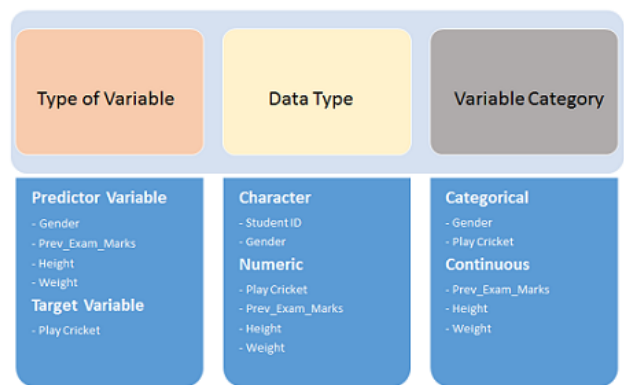 Type of Variable
Data Type
Variable Category
Predictor Variable
- Gender
- Prev_Exam_Marks
- Height
- Weight
Target Variable
- Play Cricket
Character
- Student ID
- Gender
Numeric
- Play Cricket
- Prev_Exam_Marks
- Height
- Weight
Categorical
- Gender
- Play Cricket
Continuous
- Prev_Exam_Marks
- Height
- Weight